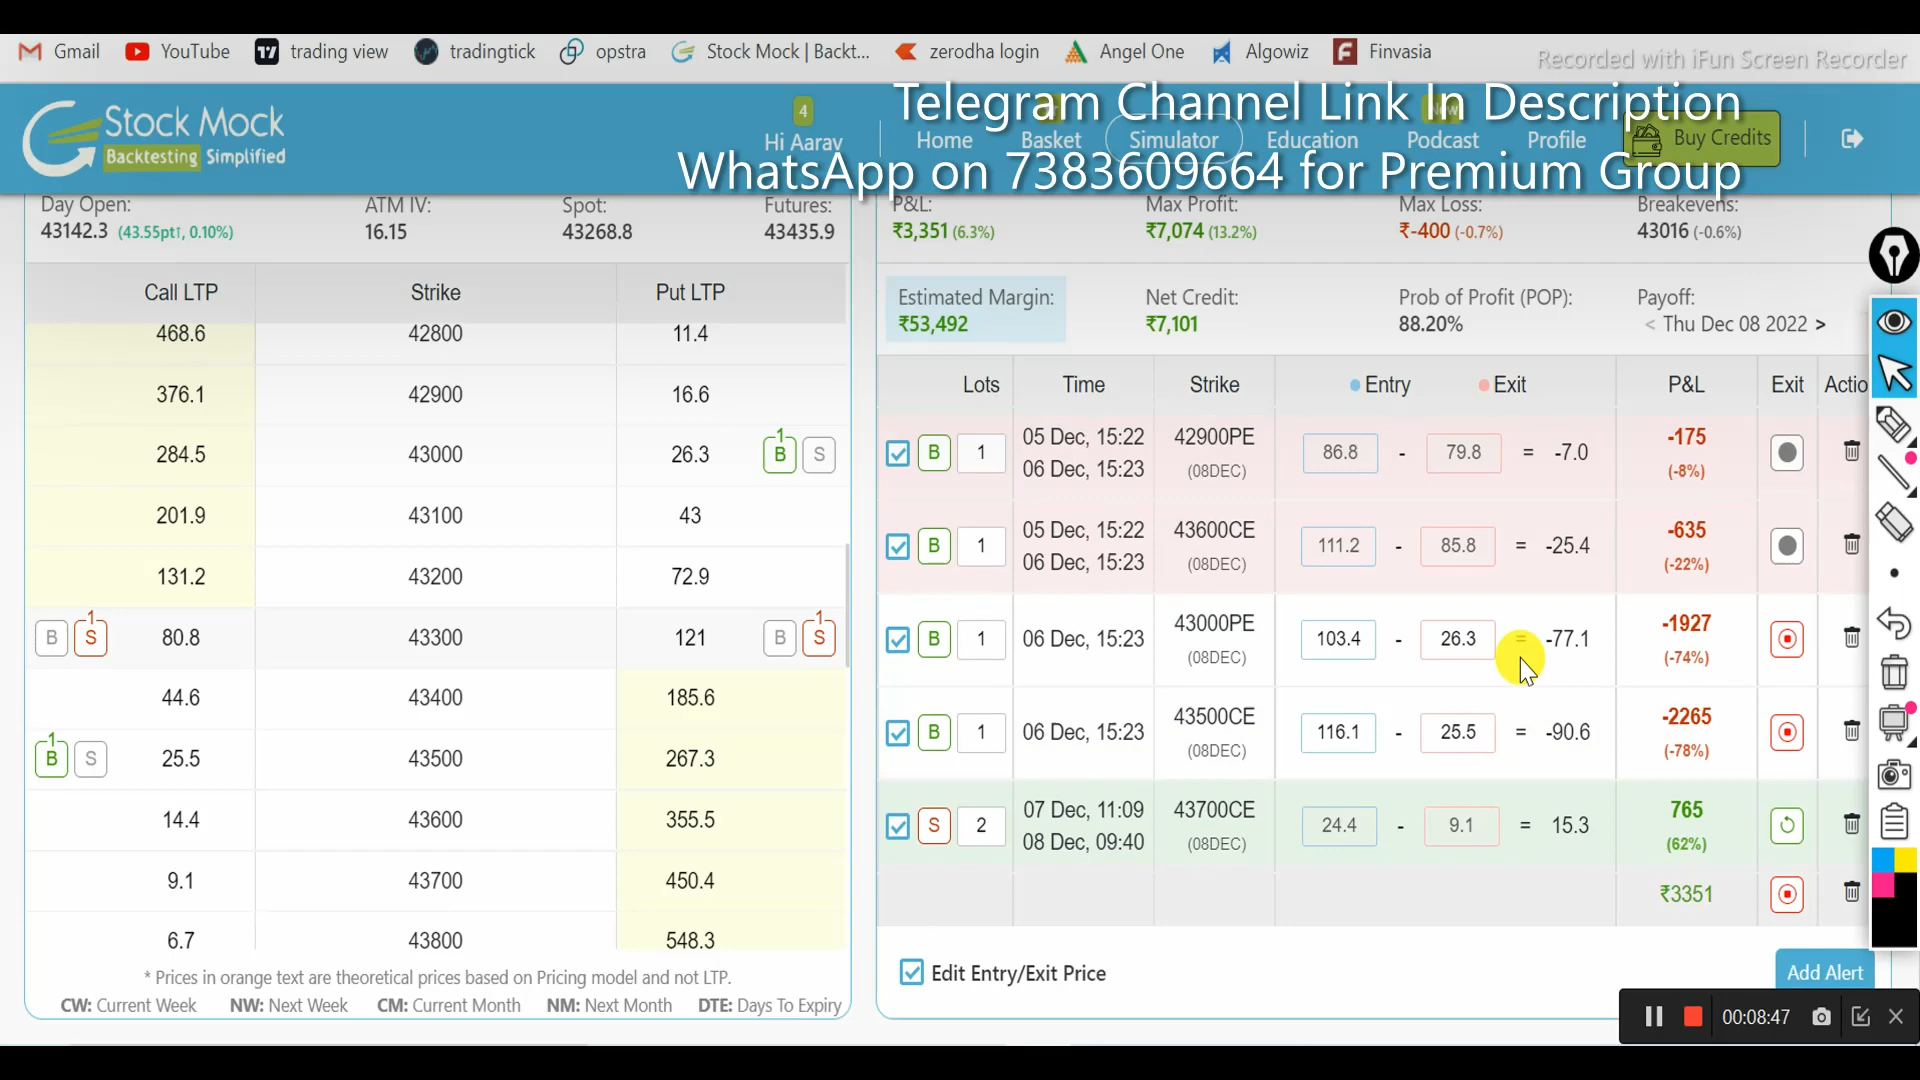 Gmail YouTube trading view tradingtick opstra Stock Mock | Backt... zerodha login Angel One Algowiz Finvasia
Recorded with iFun Screen Recorder
Telegram Channel Link In Description
WhatsApp on 7383609664 for Premium Group
Stock Mock
Backtesting Simplified
4
Hi Aarav Home Basket Simulator Education Podcast Profile Buy Credits
New
Day Open: ATM IV: Spot: Futures:
43142.3 (43.55pt↑, 0.10%) 16.15 43268.8 43435.9
Call LTP Strike Put LTP
468.6 42800 11.4
376.1 42900 16.6
284.5 43000 26.3 1 B S
201.9 43100 43
131.2 43200 72.9
B 1 S 80.8 43300 121 B 1 S
44.6 43400 185.6
1 B S 25.5 43500 267.3
14.4 43600 355.5
9.1 43700 450.4
6.7 43800 548.3
* Prices in orange text are theoretical prices based on Pricing model and not LTP.
CW: Current Week NW: Next Week CM: Current Month NM: Next Month DTE: Days To Expiry
P&L: Max Profit: Max Loss: Breakevens:
₹3,351 (6.3%) ₹7,074 (13.2%) ₹-400 (-0.7%) 43016 (-0.6%)
Estimated Margin: Net Credit: Prob of Profit (POP): Payoff:
₹53,492 ₹7,101 88.20% < Thu Dec 08 2022 >
Lots Time Strike Entry Exit P&L Exit Actio
B 1 05 Dec, 15:22 42900PE 86.8 - 79.8 = -7.0 -175
06 Dec, 15:23 (08DEC) (-8%)
B 1 05 Dec, 15:22 43600CE 111.2 - 85.8 = -25.4 -635
06 Dec, 15:23 (08DEC) (-22%)
B 1 06 Dec, 15:23 43000PE 103.4 - 26.3 = -77.1 -1927
(08DEC) (-74%)
B 1 06 Dec, 15:23 43500CE 116.1 - 25.5 = -90.6 -2265
(08DEC) (-78%)
S 2 07 Dec, 11:09 43700CE 24.4 - 9.1 = 15.3 765
08 Dec, 09:40 (08DEC) (62%)
₹3351
Edit Entry/Exit Price
Add Alert
00:08:47